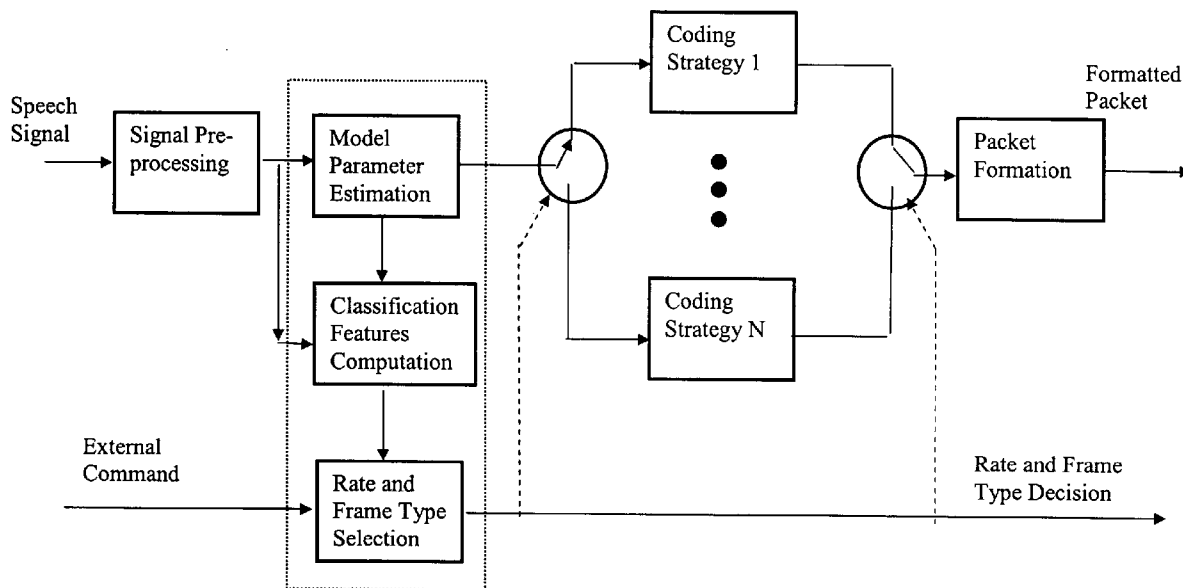 Speech
Signal
Signal Pre-
processing
Model
Parameter
Estimation
Classification
Features
Computation
External
Command
Rate and
Frame Type
Selection
Coding
Strategy 1
Coding
Strategy N
Formatted
Packet
Packet
Formation
Rate and Frame
Type Decision